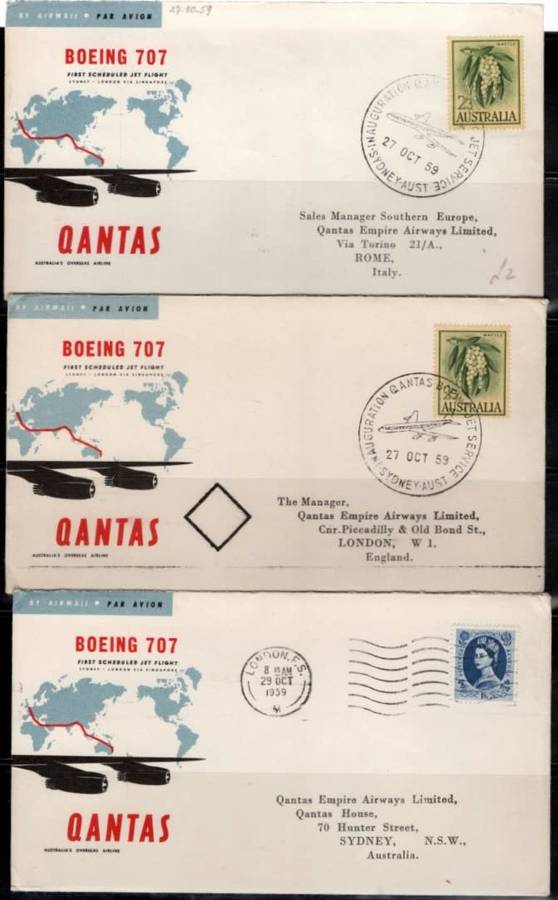 27.10.59
BY AIRMAIL * PAR AVION
BOEING 707
FIRST SCHEDULED JET FLIGHT
SYDNEY - LONDON VIA SINGAPORE
WATTLE
2/3
AUSTRALIA
INAUGURATION QANTAS JET SERVICE
27 OCT 59
SYDNEY-AUST
Sales Manager Southern Europe,
Qantas Empire Airways Limited,
Via Torino 21/A.,
ROME,
Italy.
QANTAS
AUSTRALIA'S OVERSEAS AIRLINE
BY AIRMAIL * PAR AVION
BOEING 707
FIRST SCHEDULED JET FLIGHT
SYDNEY - LONDON VIA SINGAPORE
WATTLE
AUSTRALIA
INAUGURATION QANTAS BOEING JET SERVICE
27 OCT 59
SYDNEY-AUST
The Manager,
Qantas Empire Airways Limited,
Cnr.Piccadilly & Old Bond St.,
LONDON, W 1.
England.
QANTAS
AUSTRALIA'S OVERSEAS AIRLINE
BY AIRMAIL * PAR AVION
BOEING 707
FIRST SCHEDULED JET FLIGHT
SYDNEY - LONDON VIA SINGAPORE
LONDON, F.S.
29 OCT
1959
Qantas Empire Airways Limited,
Qantas House,
70 Hunter Street,
SYDNEY, N.S.W.,
Australia.
QANTAS
AUSTRALIA'S OVERSEAS AIRLINE